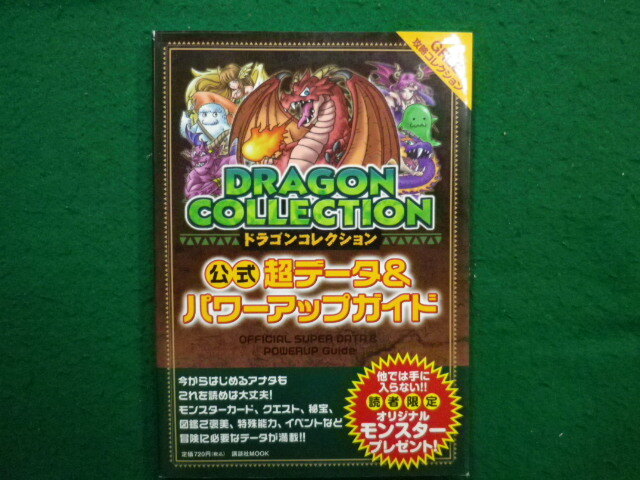 攻略コレクション
DRAGON
COLLECTION
ドラゴンコレクション
公式 超データ&
パワーアップガイド
OFFICIAL SUPER DATA &
POWERUP Guide
今からはじめるアナタも
これを読めば大丈夫!
モンスターカード、クエスト、秘宝、
図鑑ご褒美、特殊能力、イベントなど
冒険に必要なデータが満載!!
定価720円(税込) 講談社MOOK
他では手に
入らない!!
読者限定
オリジナル
モンスター
プレゼント!